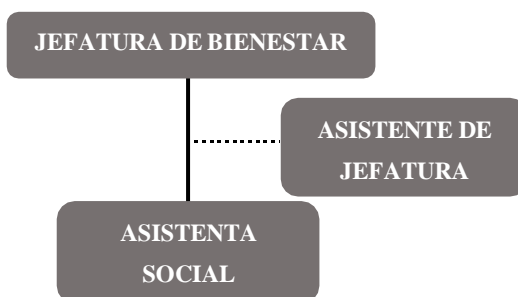 JEFATURA DE BIENESTAR
ASISTENTE DE
JEFATURA
ASISTENTA
SOCIAL